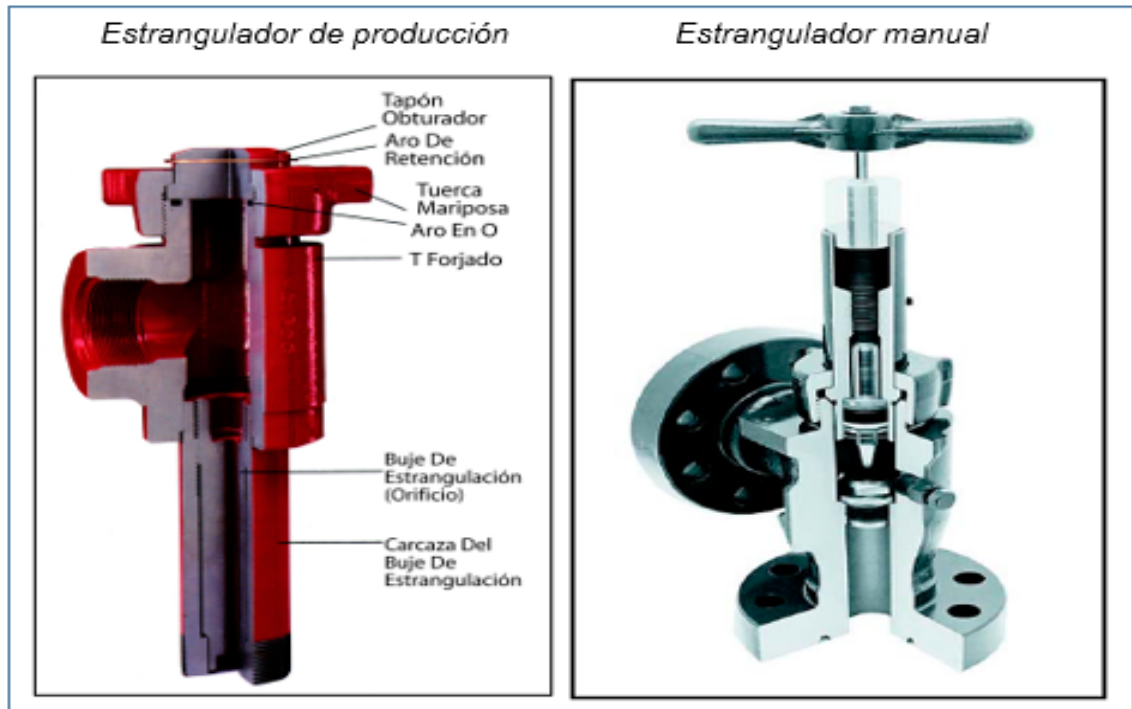 Estrangulador de producción
Estrangulador manual
Tapón
Obturador
Aro De
Retención
Tuerca
Mariposa
Aro En O
T Forjado
Buje De
Estrangulación
(Orificio)
Carcaza Del
Buje De
Estrangulación